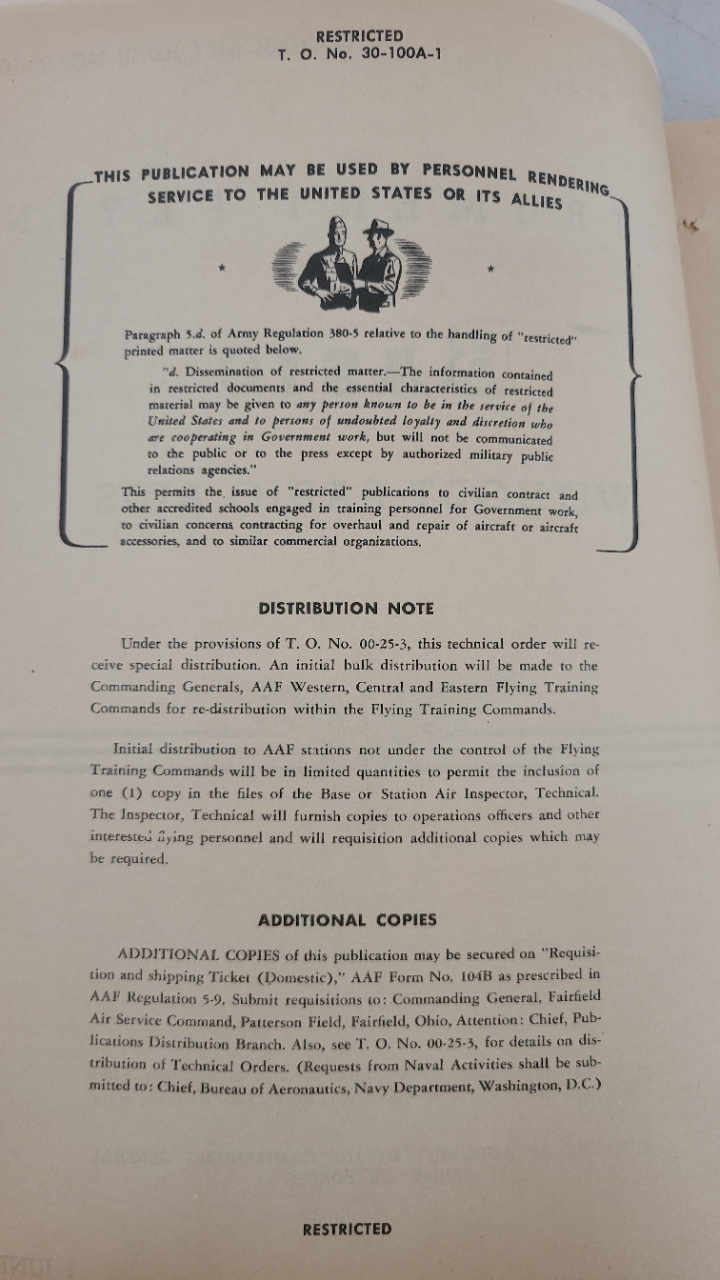 RESTRICTED
T. O. No. 30-100A-1
THIS PUBLICATION MAY BE USED BY PERSONNEL RENDERING
SERVICE TO THE UNITED STATES OR ITS ALLIES
Paragraph 5.d. of Army Regulation 380-5 relative to the handling of "restricted"
printed matter is quoted below.
"d. Dissemination of restricted matter.—The information contained
in restricted documents and the essential characteristics of restricted
material may be given to any person known to be in the service of the
United States and to persons of undoubted loyalty and discretion who
are cooperating in Government work, but will not be communicated
to the public or to the press except by authorized military public
relations agencies."
This permits the issue of "restricted" publications to civilian contract and
other accredited schools engaged in training personnel for Government work,
to civilian concerns contracting for overhaul and repair of aircraft or aircraft
accessories, and to similar commercial organizations.
DISTRIBUTION NOTE
Under the provisions of T. O. No. 00-25-3, this technical order will re-
ceive special distribution. An initial bulk distribution will be made to the
Commanding Generals, AAF Western, Central and Eastern Flying Training
Commands for re-distribution within the Flying Training Commands.
Initial distribution to AAF stations not under the control of the Flying
Training Commands will be in limited quantities to permit the inclusion of
one (1) copy in the files of the Base or Station Air Inspector, Technical.
The Inspector, Technical will furnish copies to operations officers and other
interested flying personnel and will requisition additional copies which may
be required.
ADDITIONAL COPIES
ADDITIONAL COPIES of this publication may be secured on "Requisi-
tion and shipping Ticket (Domestic)," AAF Form No. 104B as prescribed in
AAF Regulation 5-9. Submit requisitions to: Commanding General, Fairfield
Air Service Command, Patterson Field, Fairfield, Ohio, Attention: Chief, Pub-
lications Distribution Branch. Also, see T. O. No. 00-25-3, for details on dis-
tribution of Technical Orders. (Requests from Naval Activities shall be sub-
mitted to: Chief, Bureau of Aeronautics, Navy Department, Washington, D.C.)
RESTRICTED